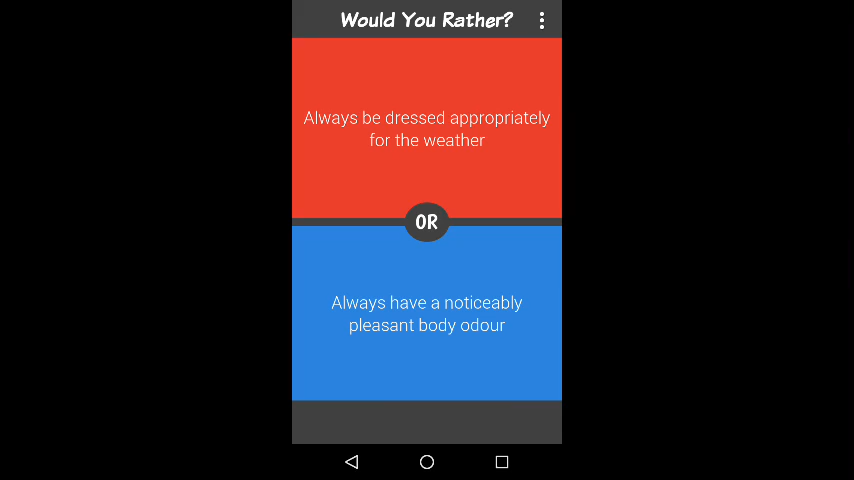 Would You Rather?
Always be dressed appropriately
for the weather
OR
Always have a noticeably
pleasant body odour